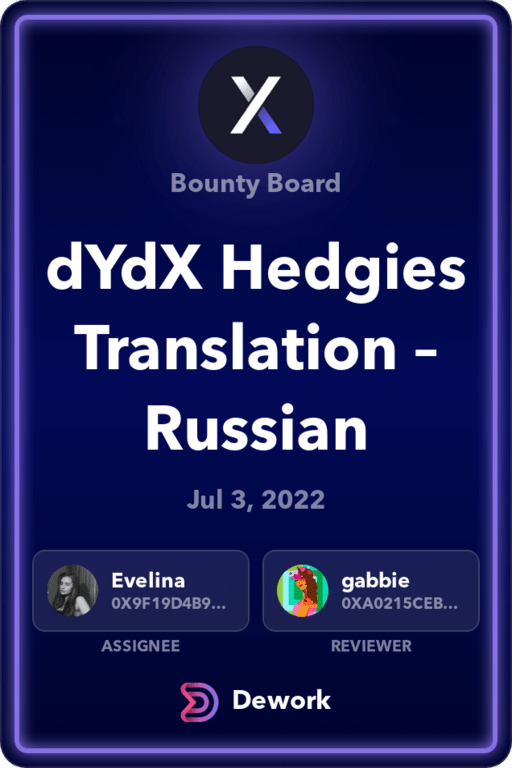 Bounty Board
dYdX Hedgies
Translation –
Russian
Jul 3, 2022
Evelina
0X9F19D4B9...
ASSIGNEE
gabbie
0XA0215CEB...
REVIEWER
Dework